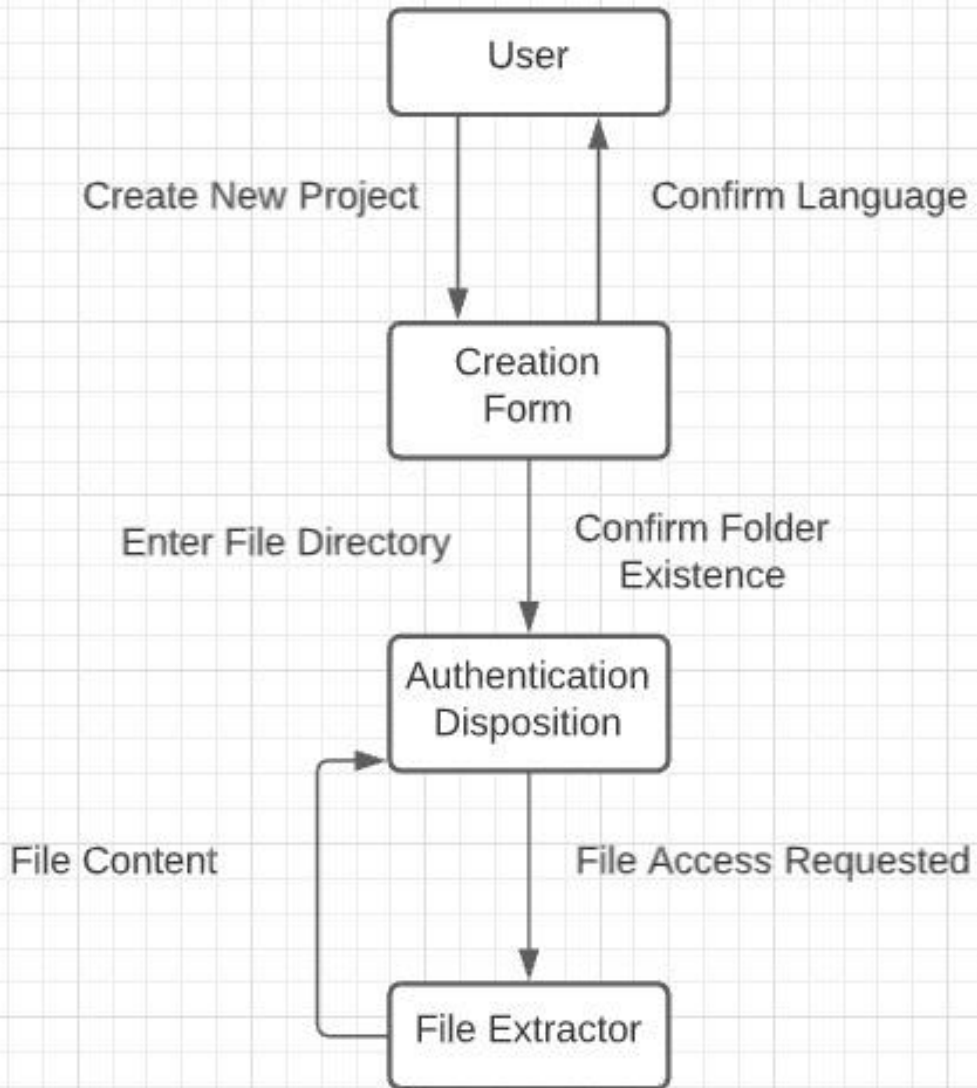 User
Create New Project
Confirm Language
Creation
Form
Enter File Directory
Confirm Folder
Existence
Authentication
Disposition
File Content
File Access Requested
File Extractor